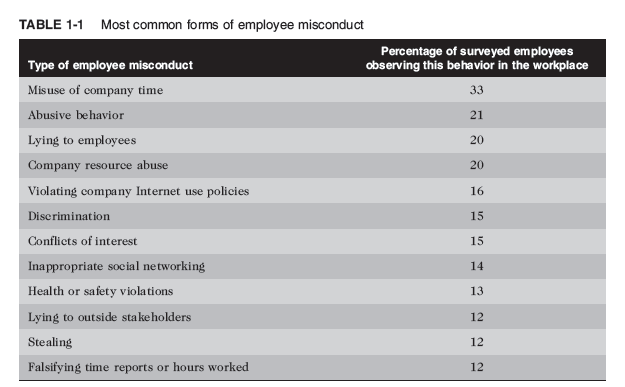 TABLE 1-1 Most common forms of employee misconduct
Type of employee misconduct
Percentage of surveyed employees
observing this behavior in the workplace
Misuse of company time 33
Abusive behavior 21
Lying to employees 20
Company resource abuse 20
Violating company Internet use policies 16
Discrimination 15
Conflicts of interest 15
Inappropriate social networking 14
Health or safety violations 13
Lying to outside stakeholders 12
Stealing 12
Falsifying time reports or hours worked 12